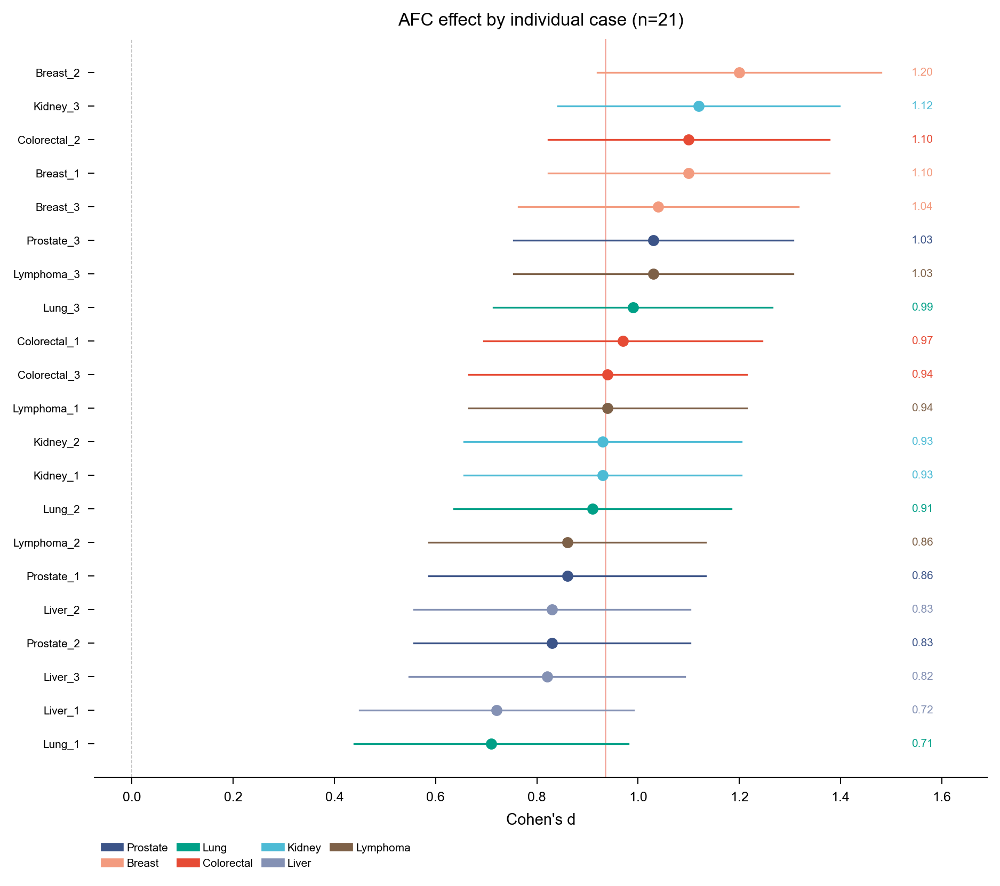 AFC effect by individual case (n=21)
Breast_2 1.20
Kidney_3 1.12
Colorectal_2 1.10
Breast_1 1.10
Breast_3 1.04
Prostate_3 1.03
Lymphoma_3 1.03
Lung_3 0.99
Colorectal_1 0.97
Colorectal_3 0.94
Lymphoma_1 0.94
Kidney_2 0.93
Kidney_1 0.93
Lung_2 0.91
Lymphoma_2 0.86
Prostate_1 0.86
Liver_2 0.83
Prostate_2 0.83
Liver_3 0.82
Liver_1 0.72
Lung_1 0.71
0.0 0.2 0.4 0.6 0.8 1.0 1.2 1.4 1.6
Cohen's d
Prostate Lung Kidney Lymphoma
Breast Colorectal Liver